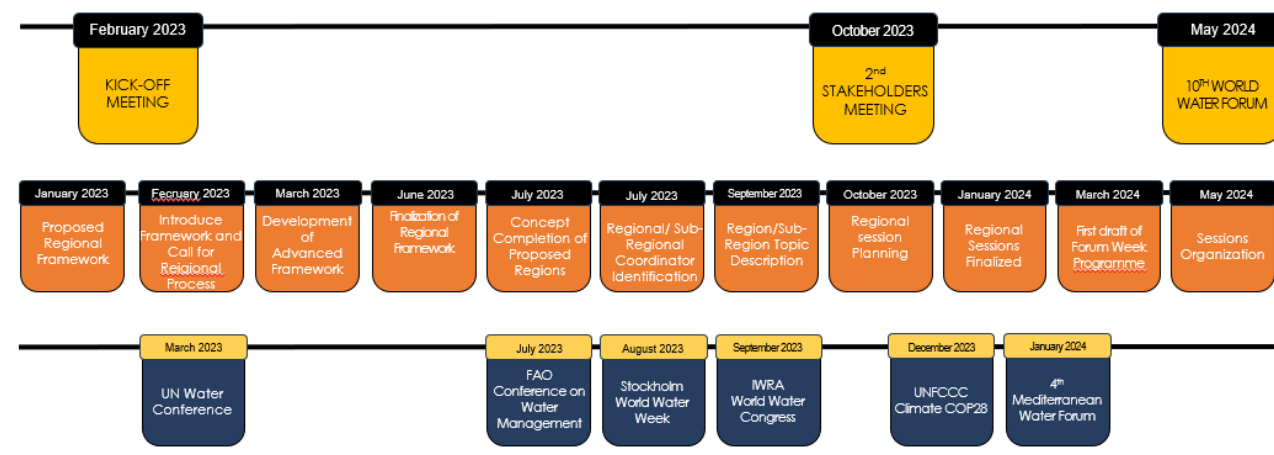 February 2023
October 2023
May 2024
KICK-OFF
MEETING
2nd
STAKEHOLDERS
MEETING
10TH WORLD
WATER FORUM
January 2023
Fecruary 2023
March 2023
June 2023
July 2023
July 2023
September 2023
October 2023
January 2024
March 2024
May 2024
Proposed
Regional
Framework
Introduce
Framework and
Call for
Reigional
Process
Development
of
Advanced
Framework
Finalization of
Regional
Framework
Concept
Completion of
Proposed
Regions
Regional/ Sub-
Regional
Coordinator
Identification
Region/Sub-
Region Topic
Description
Regional
session
Planning
Regional
Sessions
Finalized
First draft of
Forum Week
Programme
Sessions
Organization
March 2023
July 2023
August 2023
September 2023
December 2023
January 2024
UN Water
Conference
FAO
Conference on
Water
Management
Stockholm
World Water
Week
IWRA
World Water
Congress
UNFCCC
Climate COP28
4th
Mediterranean
Water Forum